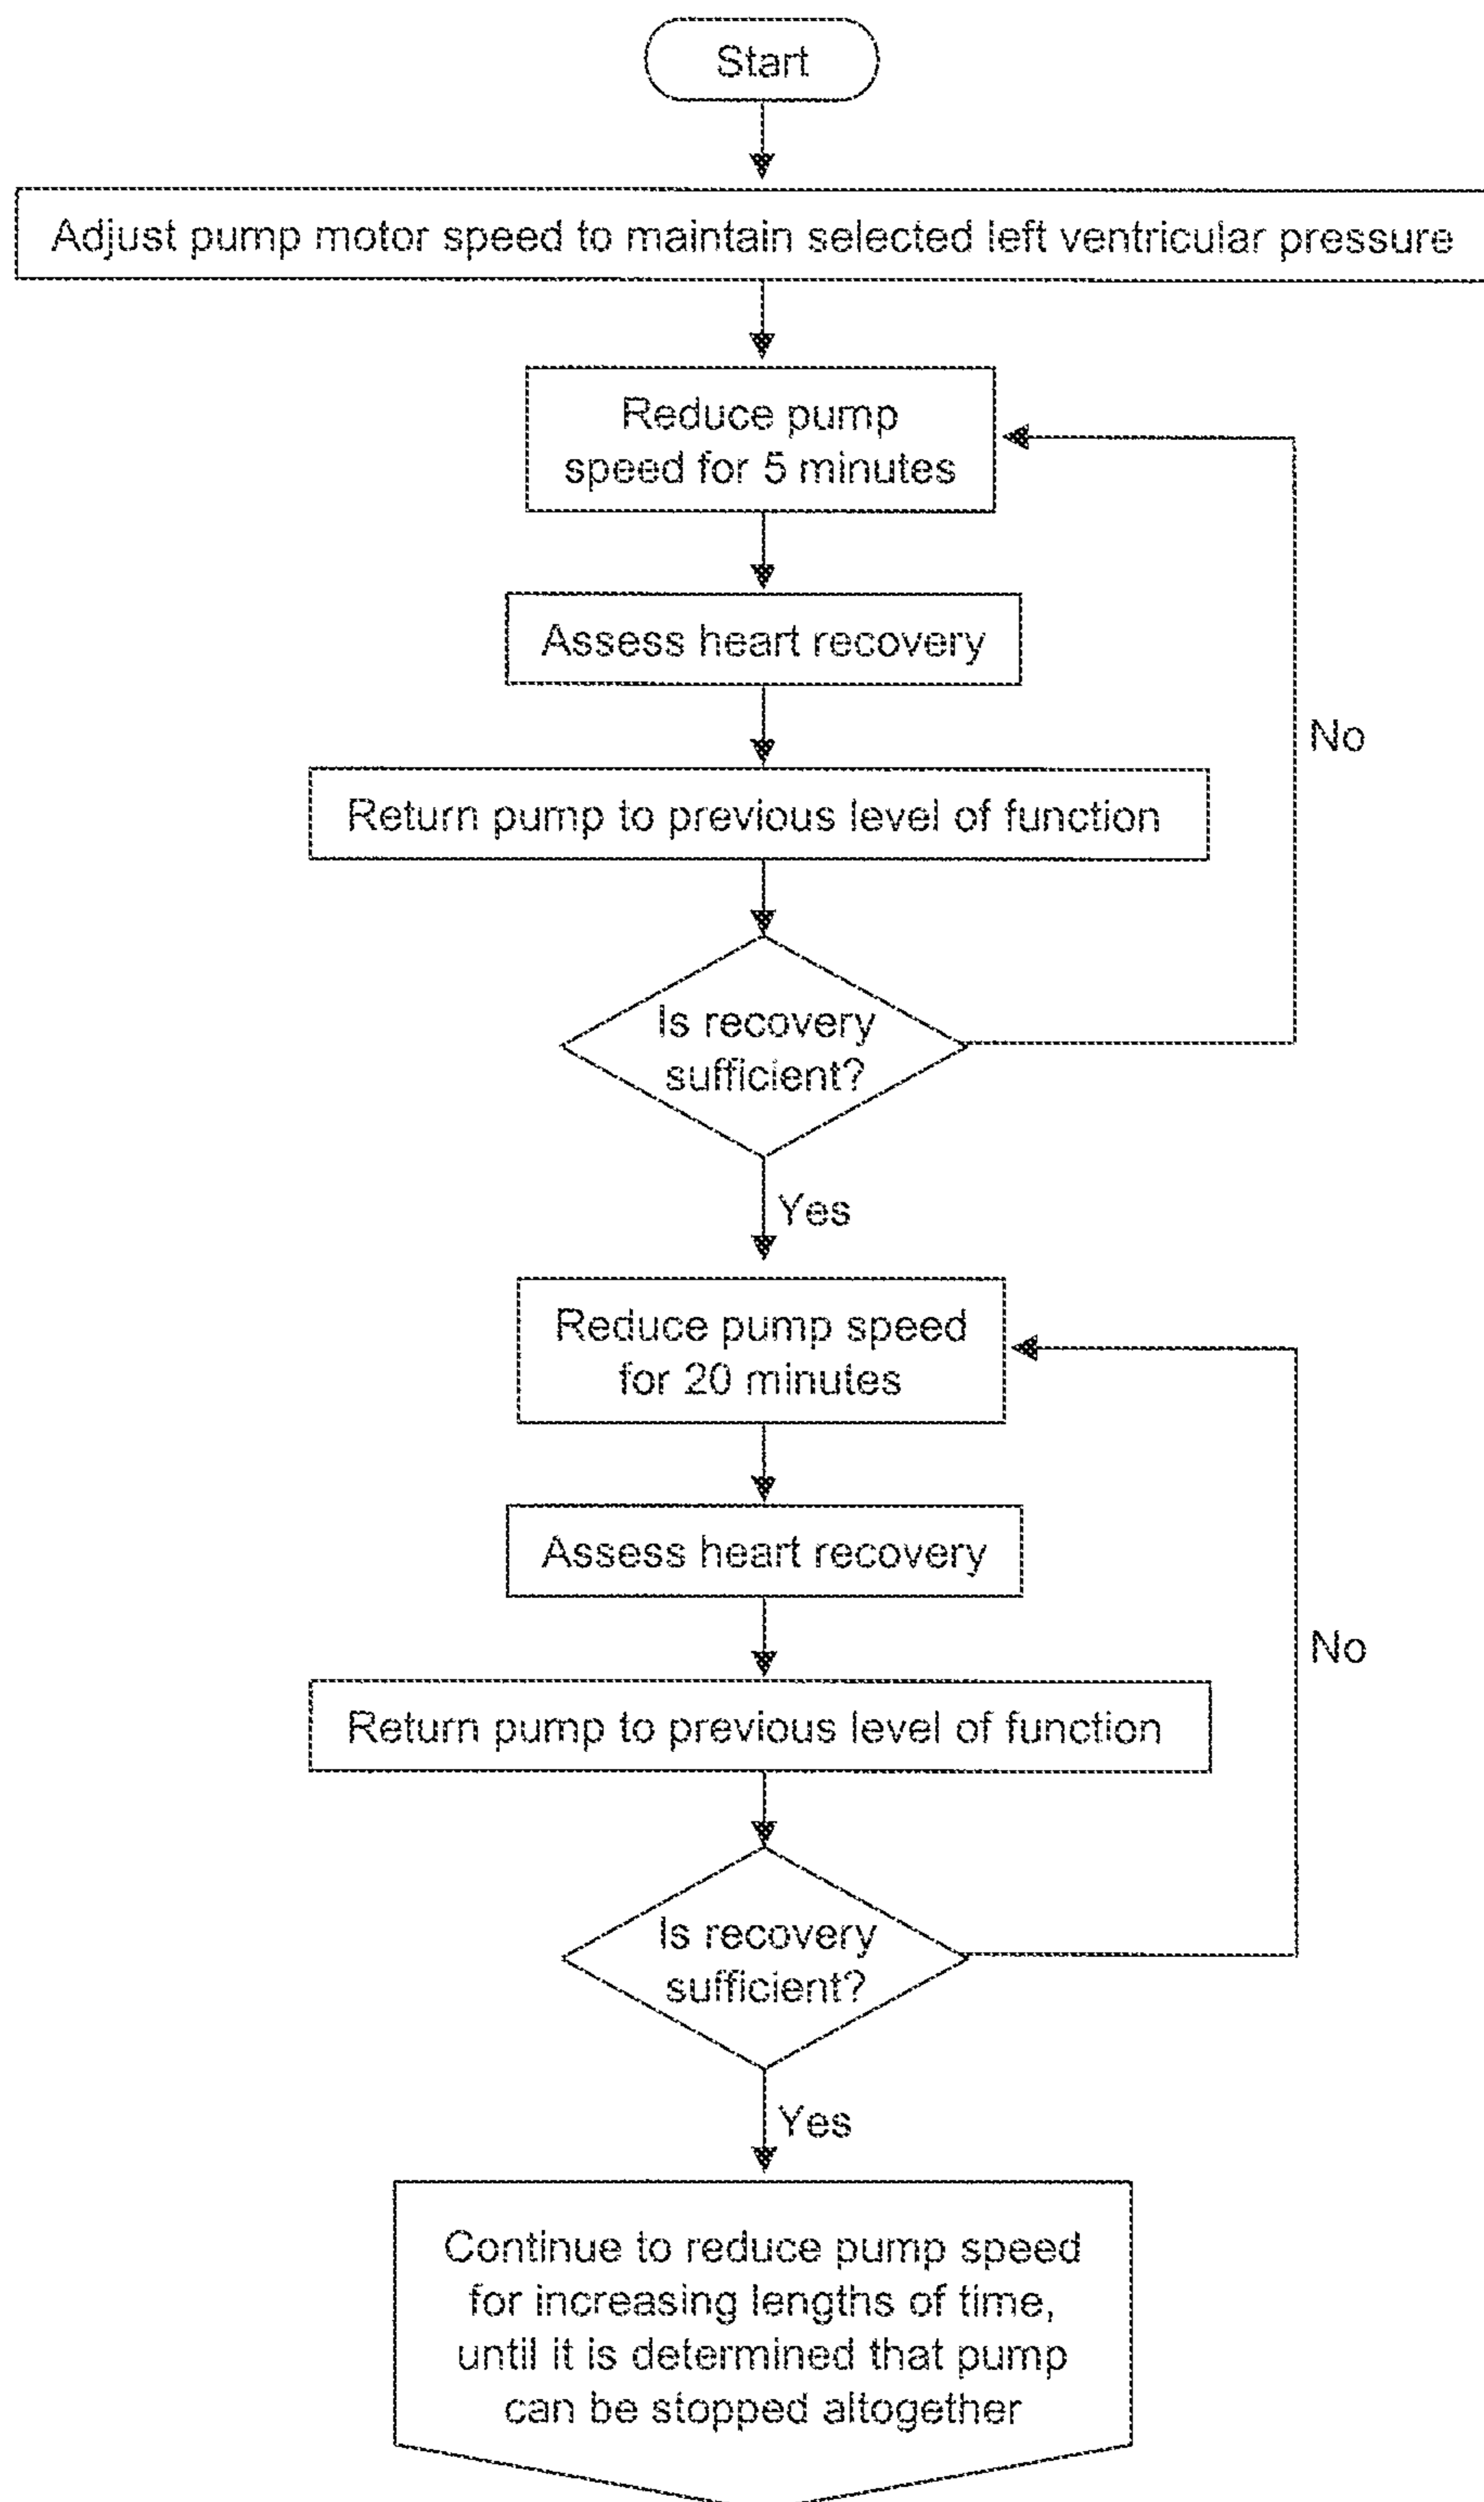 Start
Adjust pump motor speed to maintain selected left ventricular pressure
Reduce pump
speed for 5 minutes
Assess heart recovery
No
Return pump to previous level of function
Is recovery
sufficient?
Yes
Reduce pump speed
for 20 minutes
Assess heart recovery
No
Return pump to previous level of function
Is recovery
sufficient?
Yes
Continue to reduce pump speed
for increasing lengths of time,
until it is determined that pump
can be stopped altogether